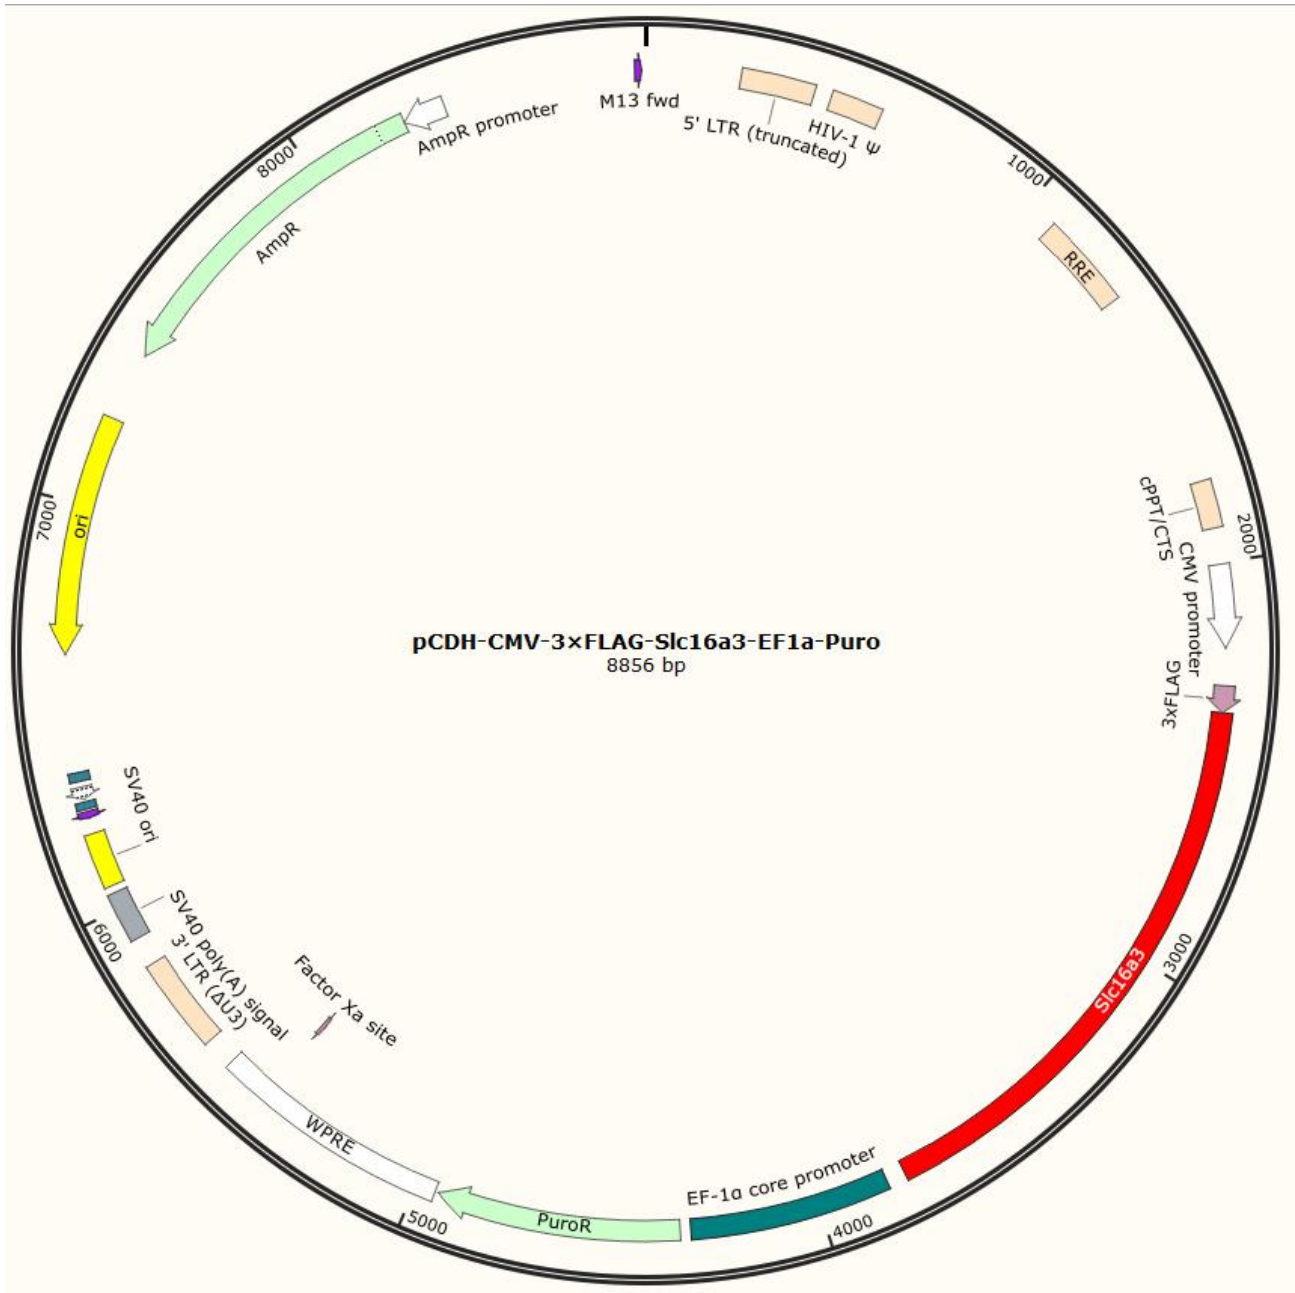 M13 fwd
5' LTR (truncated)
HIV-1 ψ
1000
RRE
cPPT/CTS
2000
CMV promoter
3xFLAG
Slc16a3
3000
4000
EF-1α core promoter
PuroR
5000
WPRE
Factor Xa site
3' LTR (ΔU3)
SV40 poly(A) signal
6000
SV40 ori
ori
7000
AmpR
8000
AmpR promoter
pCDH-CMV-3×FLAG-Slc16a3-EF1a-Puro
8856 bp